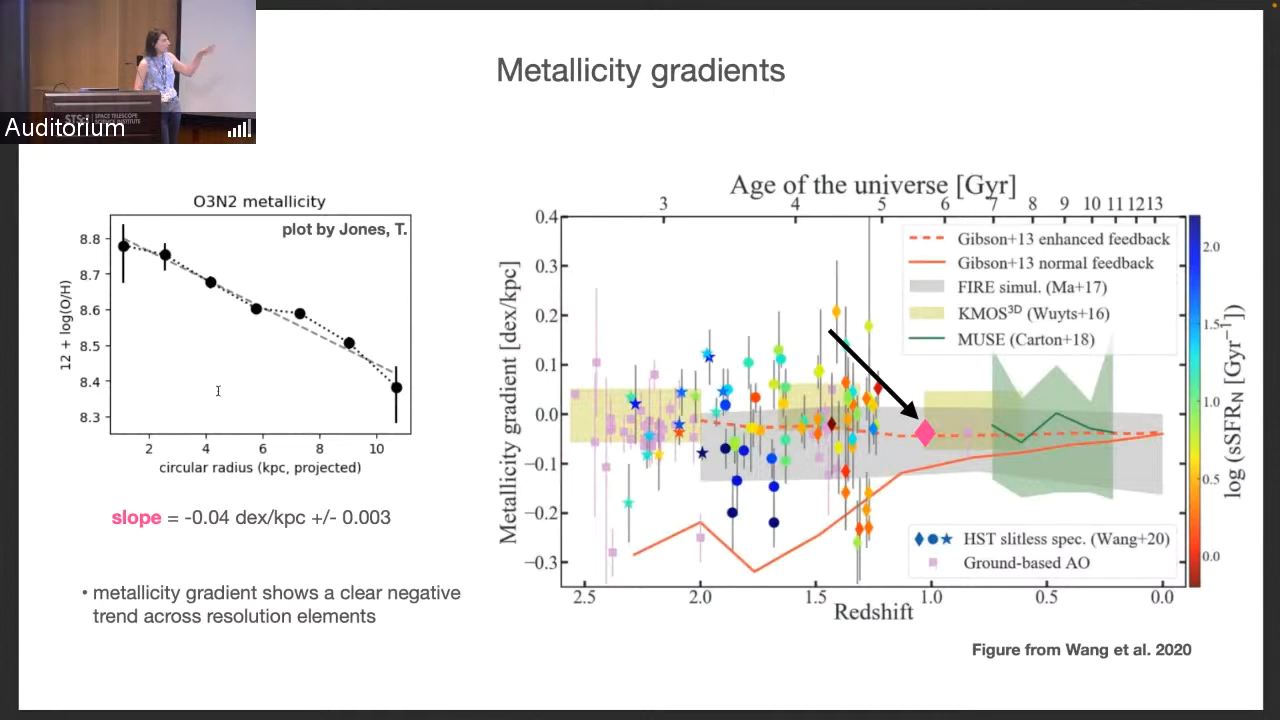 Metallicity gradients
STScI SPACE TELESCOPE
SCIENCE INSTITUTE
Auditorium
O3N2 metallicity
plot by Jones, T.
8.8
8.7
8.6
8.5
8.4
8.3
12 + log(O/H)
2 4 6 8 10
circular radius (kpc, projected)
slope = -0.04 dex/kpc +/- 0.003
• metallicity gradient shows a clear negative
trend across resolution elements
Age of the universe [Gyr]
3 4 5 6 7 8 9 10 11 12 13
0.4
0.3
0.2
0.1
0.0
−0.1
−0.2
−0.3
Metallicity gradient [dex/kpc]
Gibson+13 enhanced feedback
Gibson+13 normal feedback
FIRE simul. (Ma+17)
KMOS3D (Wuyts+16)
MUSE (Carton+18)
HST slitless spec. (Wang+20)
Ground-based AO
2.5 2.0 1.5 1.0 0.5 0.0
Redshift
2.0
1.5
1.0
0.5
0.0
log (sSFRN [Gyr−1])
Figure from Wang et al. 2020